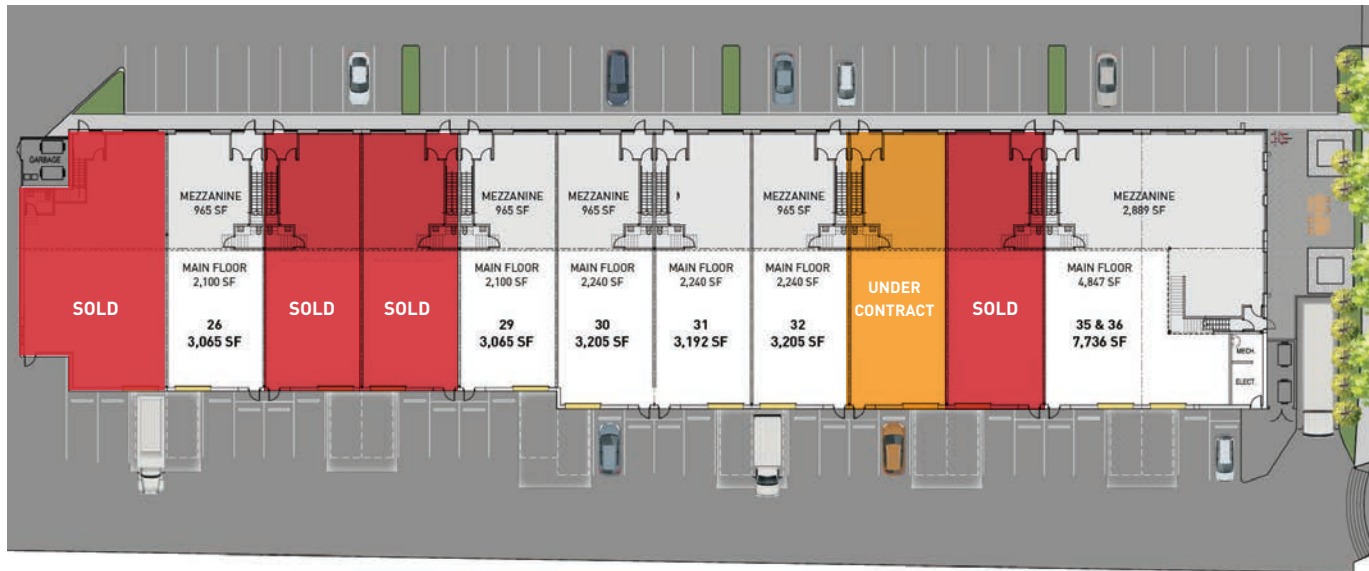 GARBAGE
MEZZANINE
965 SF
MEZZANINE
965 SF
MEZZANINE
965 SF
MEZZANINE
965 SF
MEZZANINE
2,889 SF
SOLD
MAIN FLOOR
2,100 SF
26
3,065 SF
SOLD
SOLD
MAIN FLOOR
2,100 SF
29
3,065 SF
MAIN FLOOR
2,240 SF
30
3,205 SF
MAIN FLOOR
2,240 SF
31
3,192 SF
MAIN FLOOR
2,240 SF
32
3,205 SF
UNDER
CONTRACT
SOLD
MAIN FLOOR
4,847 SF
35 & 36
7,736 SF
MECH.
ELECT.